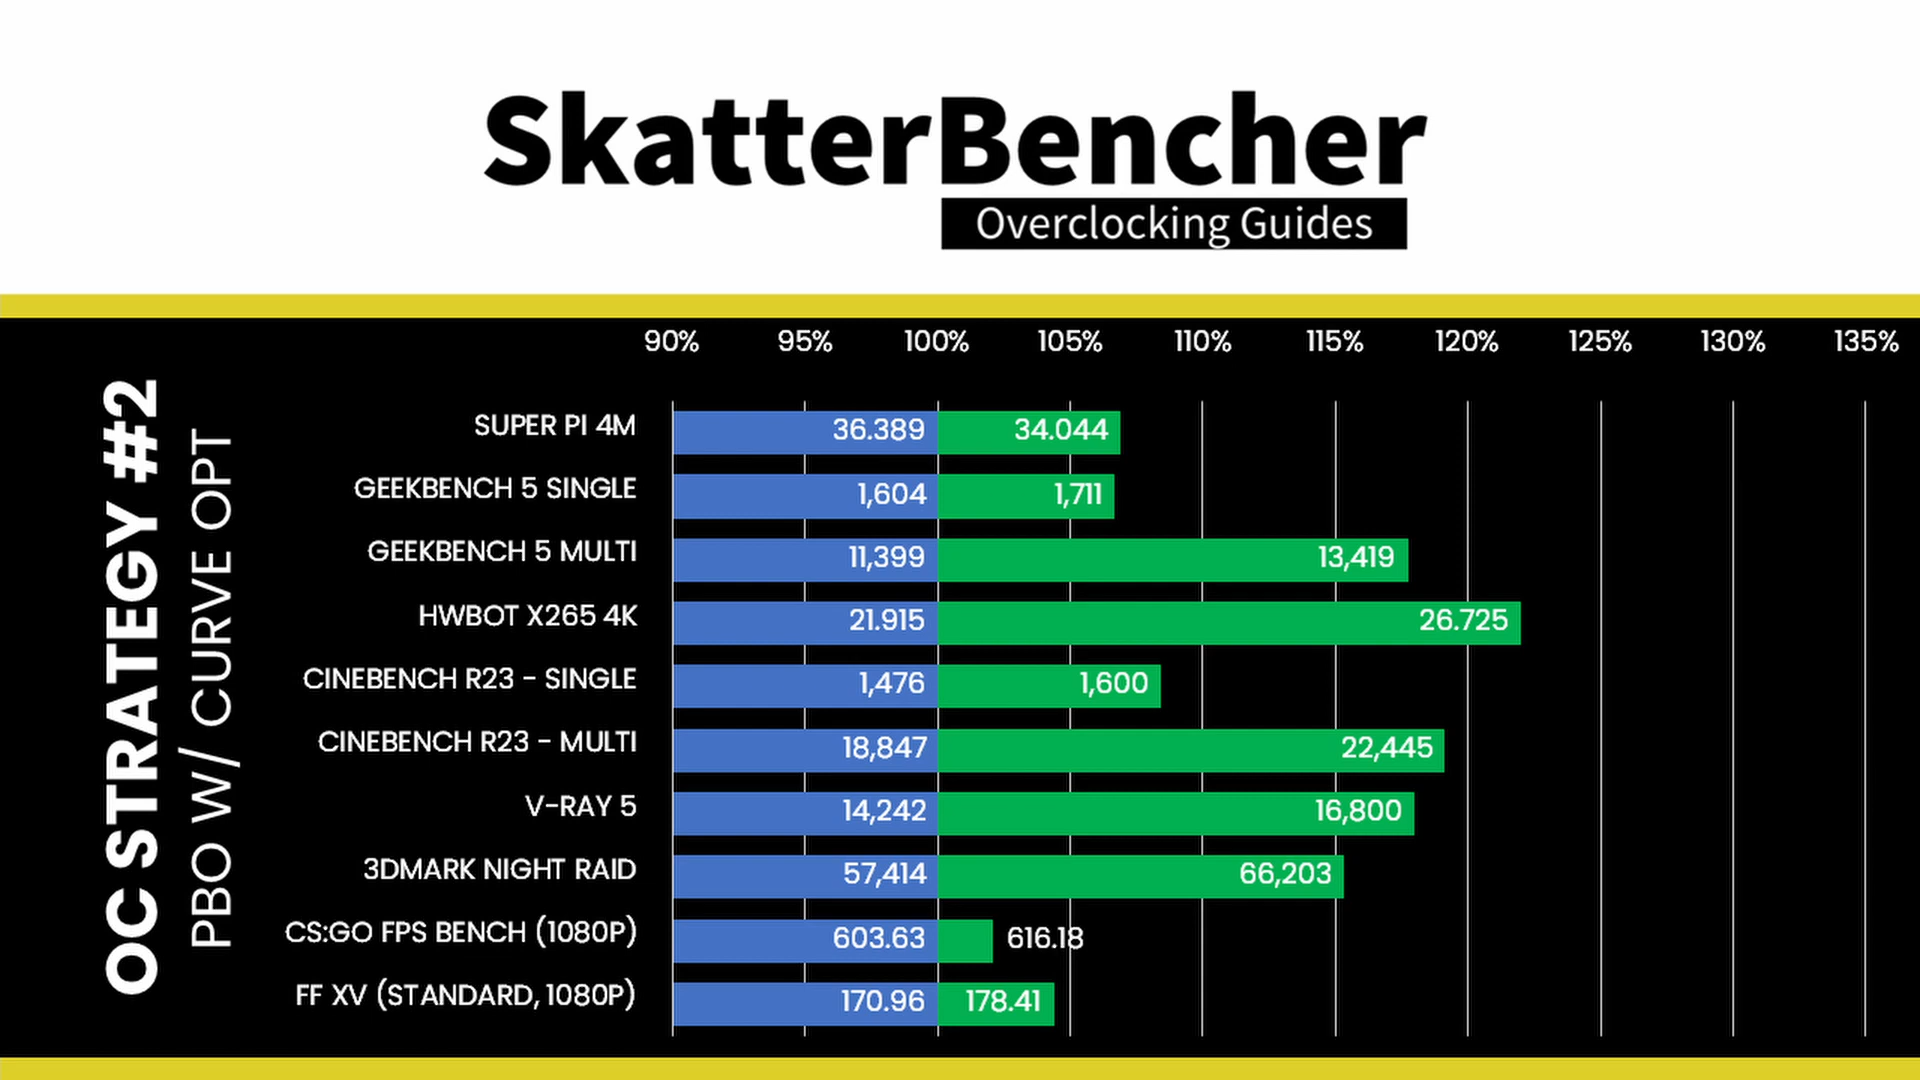 SkatterBencher
Overclocking Guides
OC STRATEGY #2
PBO W/ CURVE OPT
90% 95% 100% 105% 110% 115% 120% 125% 130% 135%
SUPER PI 4M 36.389 34.044
GEEKBENCH 5 SINGLE 1,604 1,711
GEEKBENCH 5 MULTI 11,399 13,419
HWBOT X265 4K 21.915 26.725
CINEBENCH R23 - SINGLE 1,476 1,600
CINEBENCH R23 - MULTI 18,847 22,445
V-RAY 5 14,242 16,800
3DMARK NIGHT RAID 57,414 66,203
CS:GO FPS BENCH (1080P) 603.63 616.18
FF XV (STANDARD, 1080P) 170.96 178.41